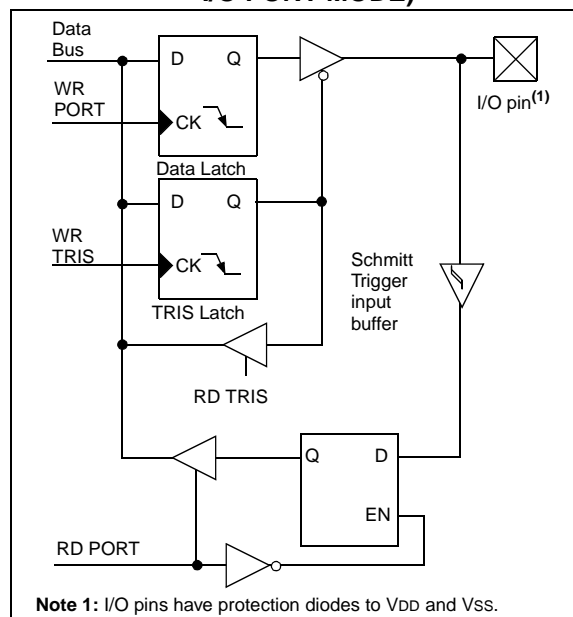 I/O PORT MODE)
Data
Bus
D Q
WR
PORT
CK
I/O pin(1)
Data Latch
D Q
WR
TRIS
CK
Schmitt
Trigger
input
buffer
TRIS Latch
RD TRIS
Q D
EN
RD PORT
Note 1: I/O pins have protection diodes to VDD and VSS.